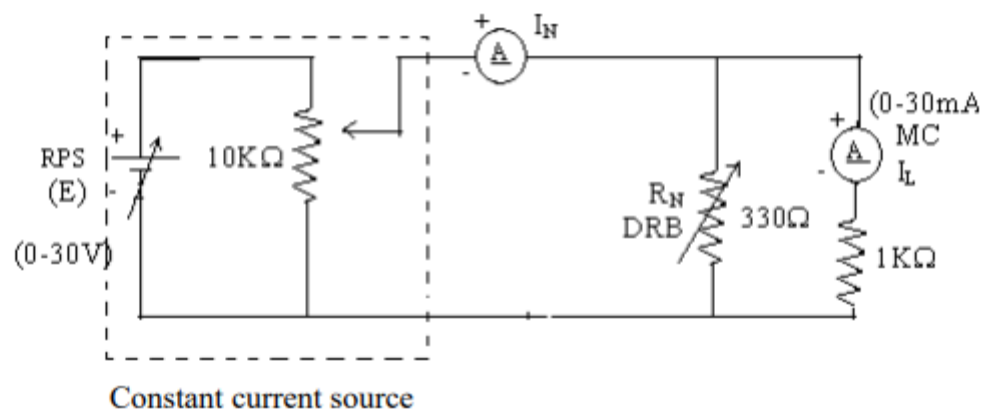 + I_N
A
-
(0-30mA
+ MC
A
- I_L
+
RPS
(E)
-
(0-30V)
10KΩ
R_N
DRB
330Ω
1KΩ
Constant current source